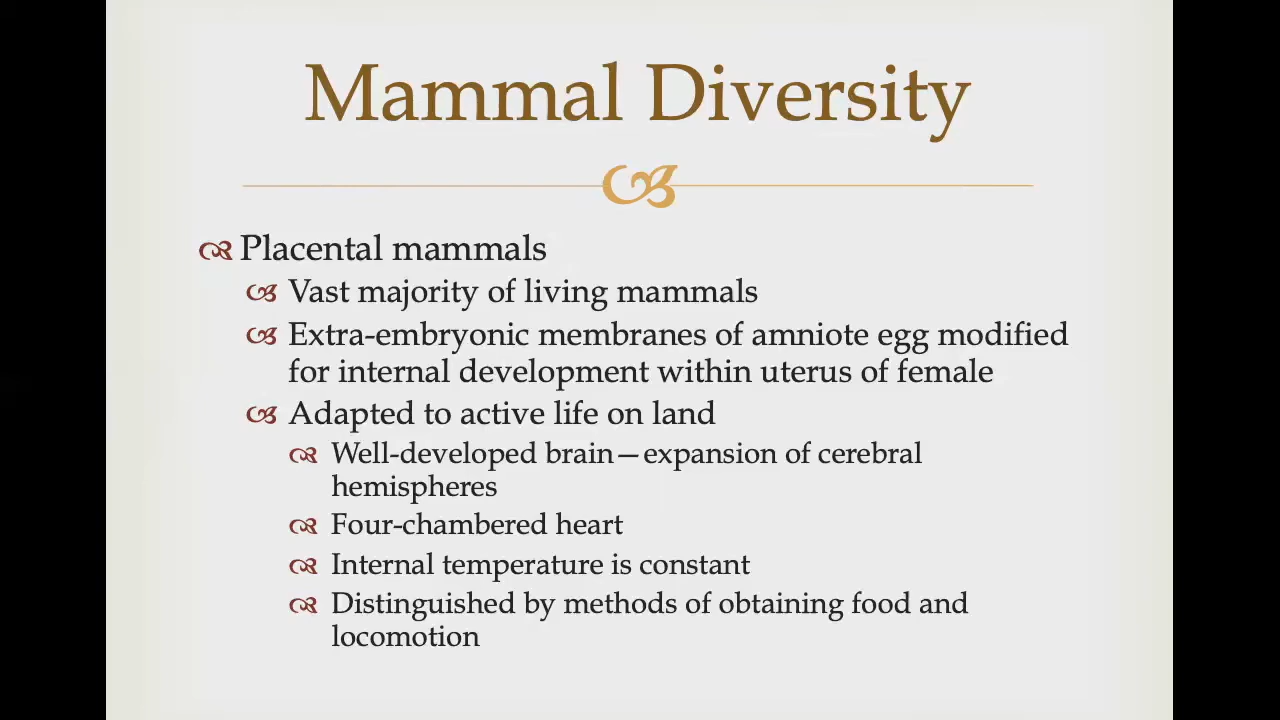 Mammal Diversity
Placental mammals
Vast majority of living mammals
Extra-embryonic membranes of amniote egg modified
for internal development within uterus of female
Adapted to active life on land
Well-developed brain—expansion of cerebral
hemispheres
Four-chambered heart
Internal temperature is constant
Distinguished by methods of obtaining food and
locomotion